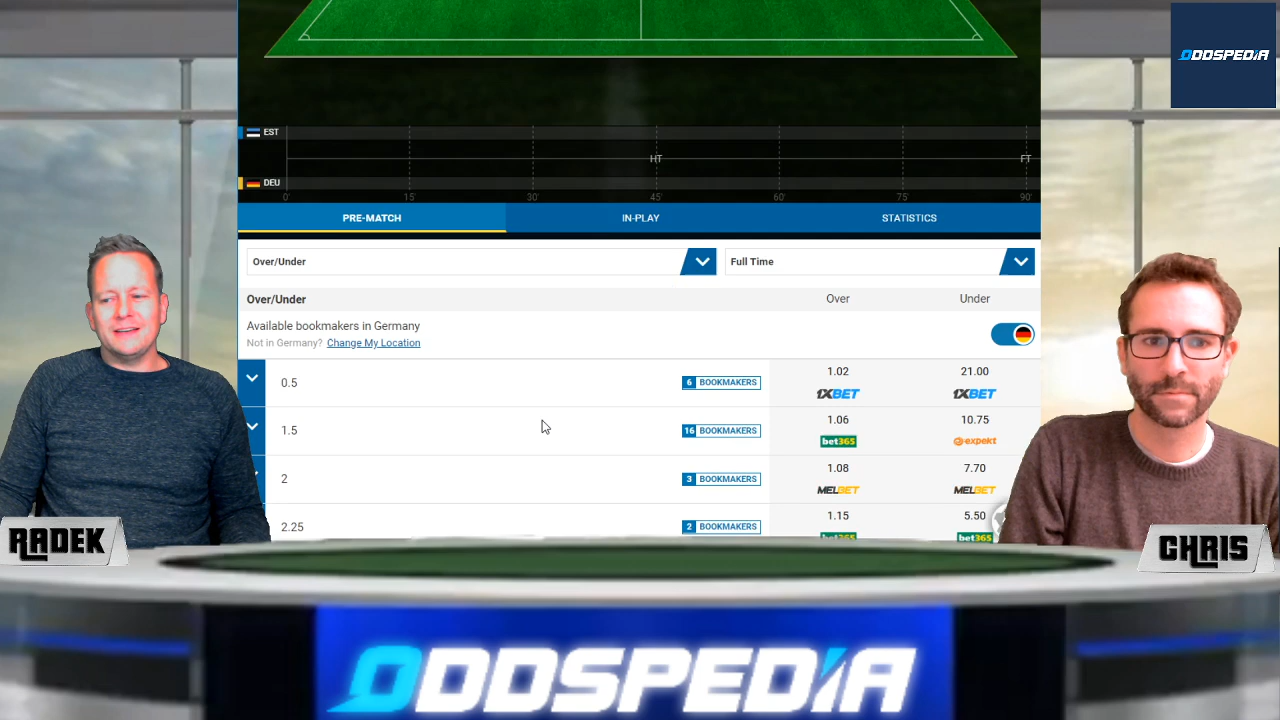 ODDSPEDIA
EST
HT
FT
DEU
0' 15' 30' 45' 60' 75' 90'
PRE-MATCH IN-PLAY STATISTICS
Over/Under Full Time
Over/Under Over Under
Available bookmakers in Germany
Not in Germany? Change My Location
0.5 6 BOOKMAKERS 1.02 21.00
1XBET 1XBET
1.5 16 BOOKMAKERS 1.06 10.75
bet365 expekt
2 3 BOOKMAKERS 1.08 7.70
MELBET MELBET
2.25 2 BOOKMAKERS 1.15 5.50
bet365 bet365
RADEK
CHRIS
ODDSPEDIA